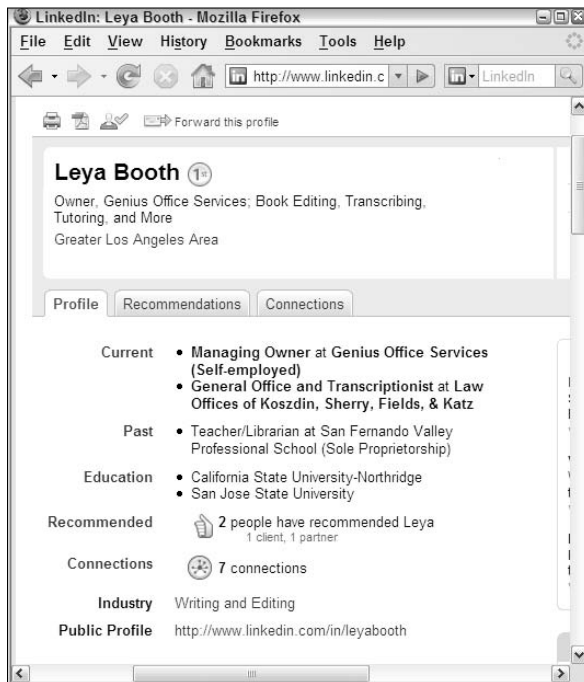 LinkedIn: Leya Booth - Mozilla Firefox
File Edit View History Bookmarks Tools Help
http://www.linkedin.c LinkedIn
Forward this profile
Leya Booth 1st
Owner, Genius Office Services; Book Editing, Transcribing,
Tutoring, and More
Greater Los Angeles Area
Profile Recommendations Connections
Current • Managing Owner at Genius Office Services
(Self-employed)
• General Office and Transcriptionist at Law
Offices of Koszdin, Sherry, Fields, & Katz
Past • Teacher/Librarian at San Fernando Valley
Professional School (Sole Proprietorship)
Education • California State University-Northridge
• San Jose State University
Recommended 2 people have recommended Leya
1 client, 1 partner
Connections 7 connections
Industry Writing and Editing
Public Profile http://www.linkedin.com/in/leyabooth